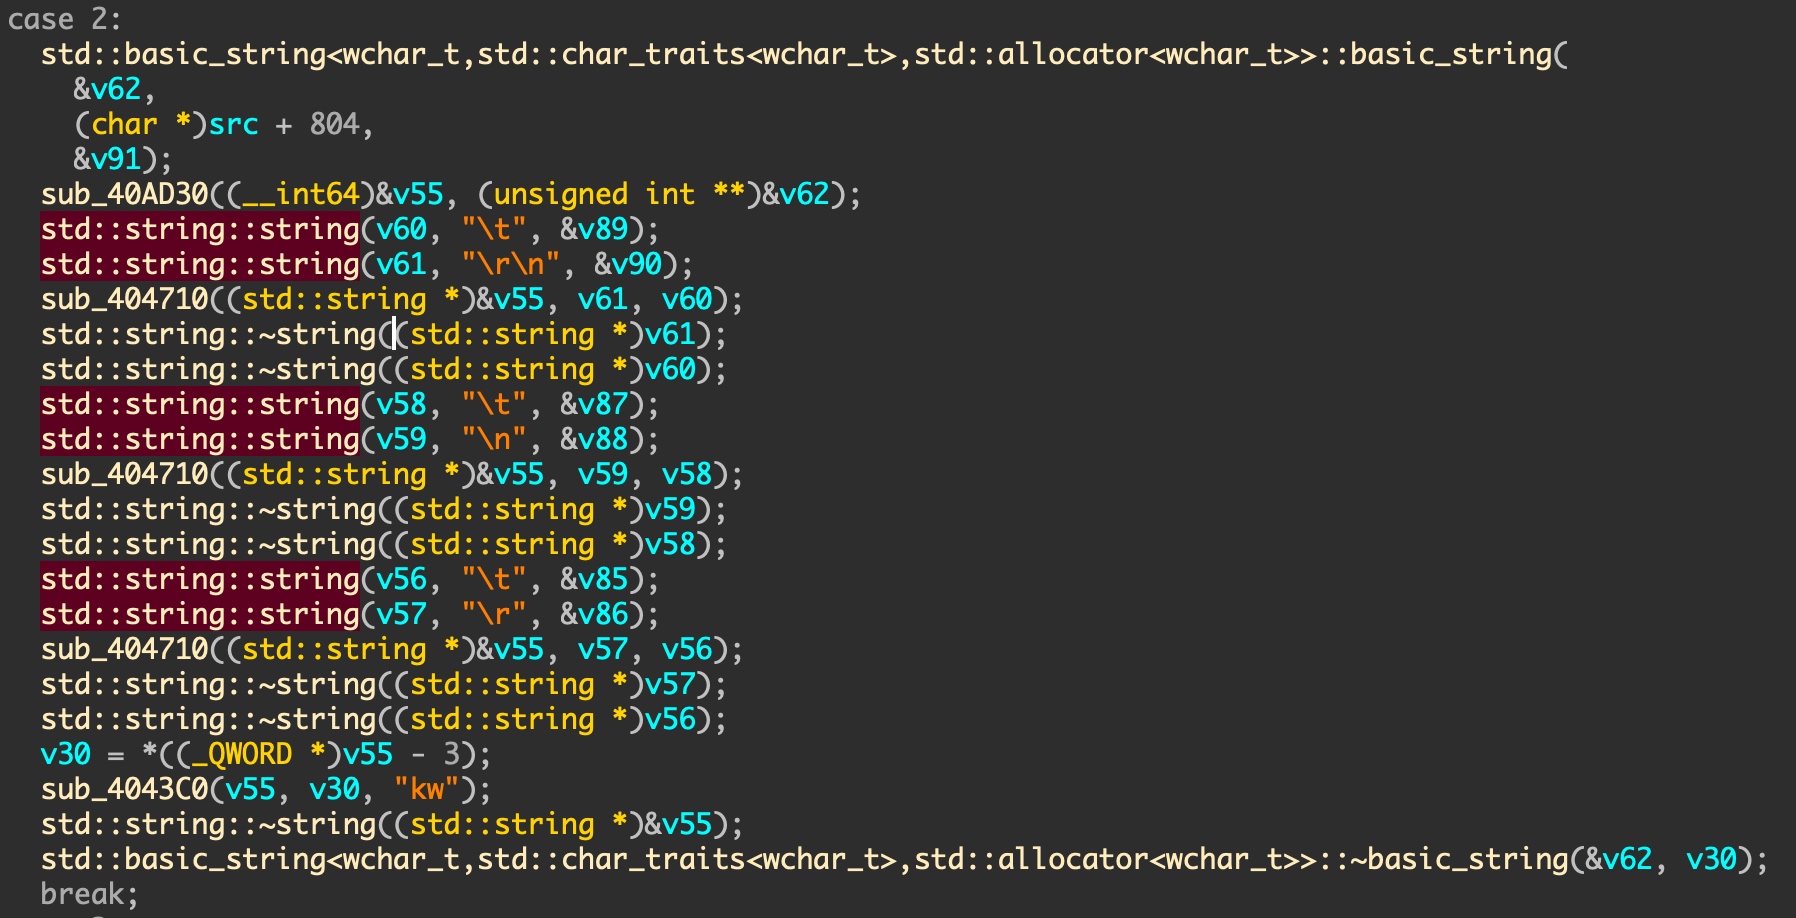 case 2:
  std::basic_string<wchar_t,std::char_traits<wchar_t>,std::allocator<wchar_t>>::basic_string(
    &v62,
    (char *)src + 804,
    &v91);
  sub_40AD30((__int64)&v55, (unsigned int **)&v62);
  std::string::string(v60, "\t", &v89);
  std::string::string(v61, "\r\n", &v90);
  sub_404710((std::string *)&v55, v61, v60);
  std::string::~string((std::string *)v61);
  std::string::~string((std::string *)v60);
  std::string::string(v58, "\t", &v87);
  std::string::string(v59, "\n", &v88);
  sub_404710((std::string *)&v55, v59, v58);
  std::string::~string((std::string *)v59);
  std::string::~string((std::string *)v58);
  std::string::string(v56, "\t", &v85);
  std::string::string(v57, "\r", &v86);
  sub_404710((std::string *)&v55, v57, v56);
  std::string::~string((std::string *)v57);
  std::string::~string((std::string *)v56);
  v30 = *((_QWORD *)v55 - 3);
  sub_4043C0(v55, v30, "kw");
  std::string::~string((std::string *)&v55);
  std::basic_string<wchar_t,std::char_traits<wchar_t>,std::allocator<wchar_t>>::~basic_string(&v62, v30);
  break;